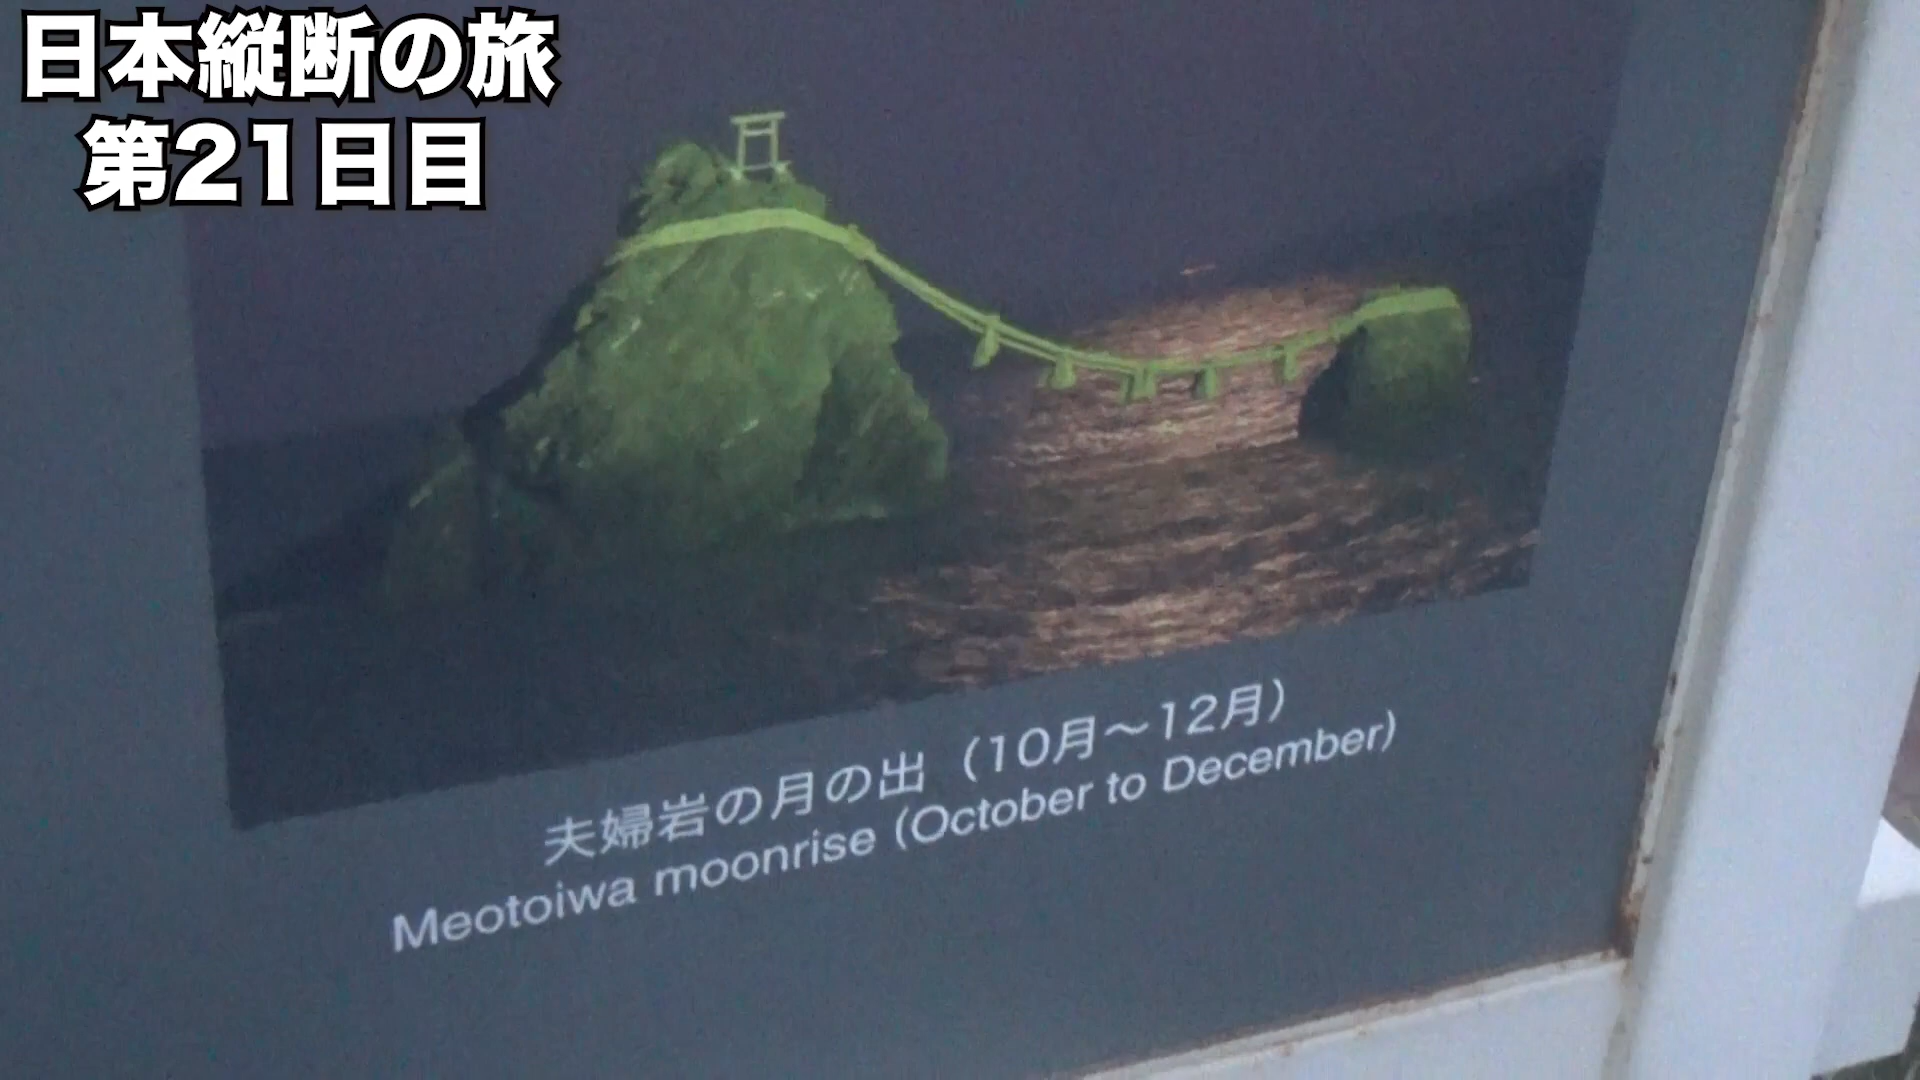 日本縦断の旅
第21日目
夫婦岩の月の出（10月～12月）
Meotoiwa moonrise (October to December)